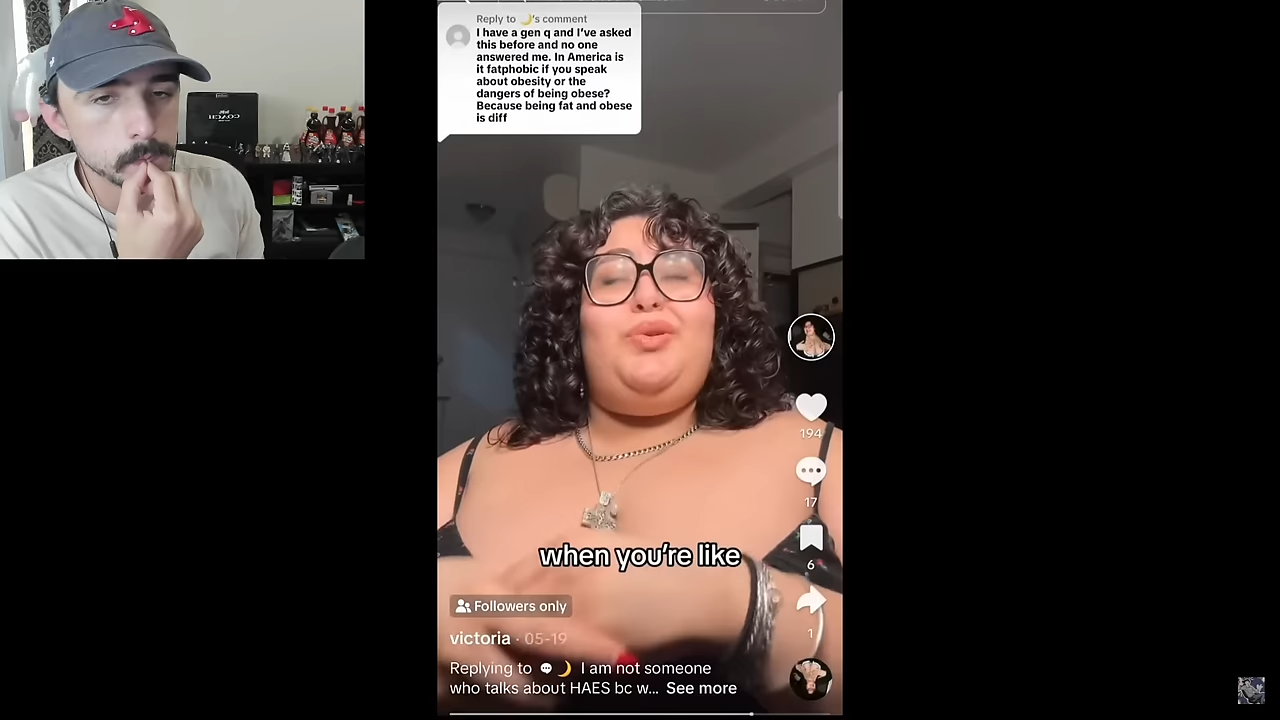 Reply to 🌙's comment
I have a gen q and I've asked
this before and no one
answered me. In America is
it fatphobic if you speak
about obesity or the
dangers of being obese?
Because being fat and obese
is diff
COACH
194
17
when you're like
6
Followers only
1
victoria · 05-19
Replying to 💬🌙 I am not someone
who talks about HAES bc w... See more